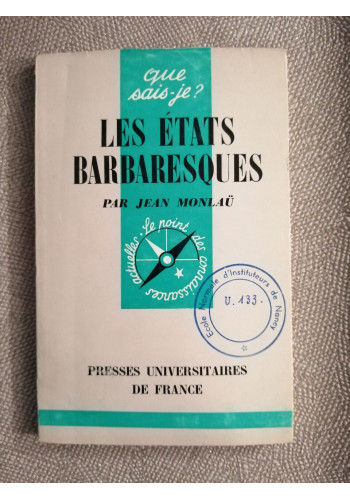 que
sais-je?
LES ÉTATS
BARBARESQUES
PAR JEAN MONLAÜ
Le point des connaissances actuelles
École Normale d'Instituteurs de Nancy
U.133.
PRESSES UNIVERSITAIRES
DE FRANCE